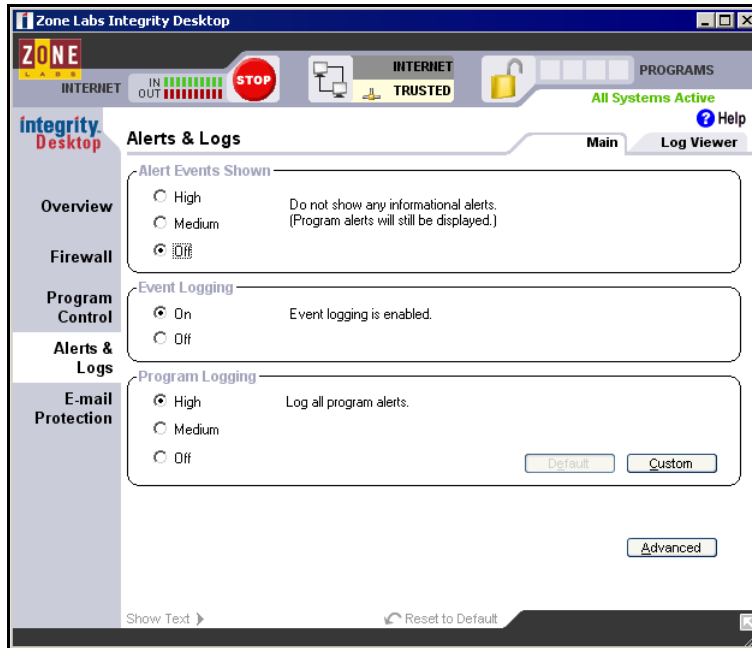 Zone Labs Integrity Desktop
ZONE
LABS
INTERNET
IN
OUT
STOP
INTERNET
TRUSTED
PROGRAMS
All Systems Active
integrity
Desktop
Alerts & Logs
Help
Main
Log Viewer
Overview
Firewall
Program
Control
Alerts &
Logs
E-mail
Protection
Alert Events Shown
High
Medium
Off
Do not show any informational alerts.
(Program alerts will still be displayed.)
Event Logging
On
Off
Event logging is enabled.
Program Logging
High
Medium
Off
Log all program alerts.
Default
Custom
Advanced
Show Text
Reset to Default